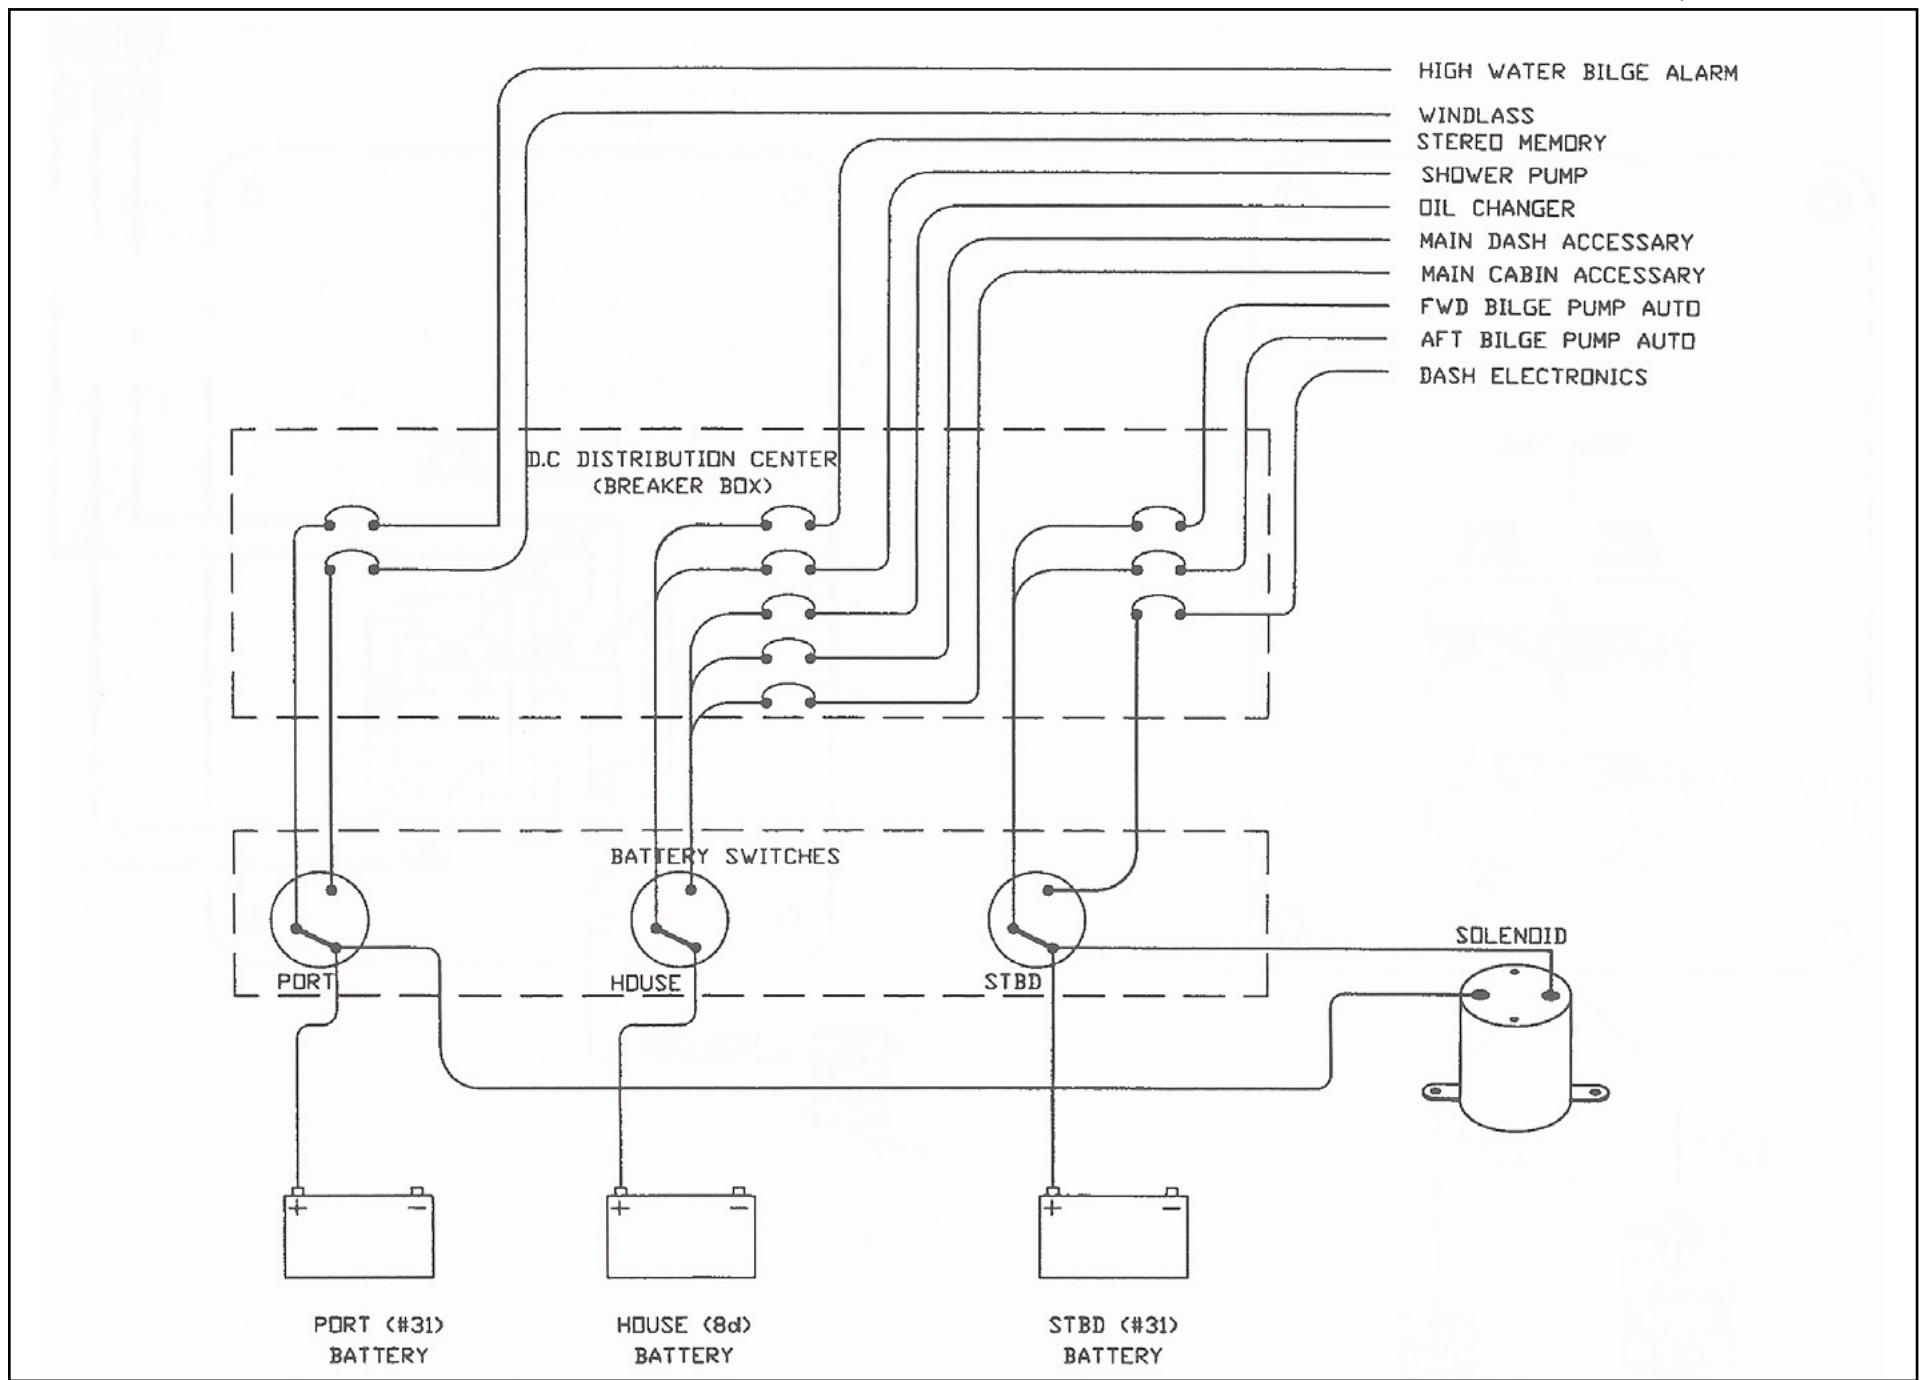 HIGH WATER BILGE ALARM
WINDLASS
STEREO MEMORY
SHOWER PUMP
OIL CHANGER
MAIN DASH ACCESSARY
MAIN CABIN ACCESSARY
FWD BILGE PUMP AUTO
AFT BILGE PUMP AUTO
DASH ELECTRONICS
D.C DISTRIBUTION CENTER
(BREAKER BOX)
BATTERY SWITCHES
PORT
HOUSE
STBD
SOLENOID
+ −
+ −
+ −
PORT (#31)
BATTERY
HOUSE (8d)
BATTERY
STBD (#31)
BATTERY